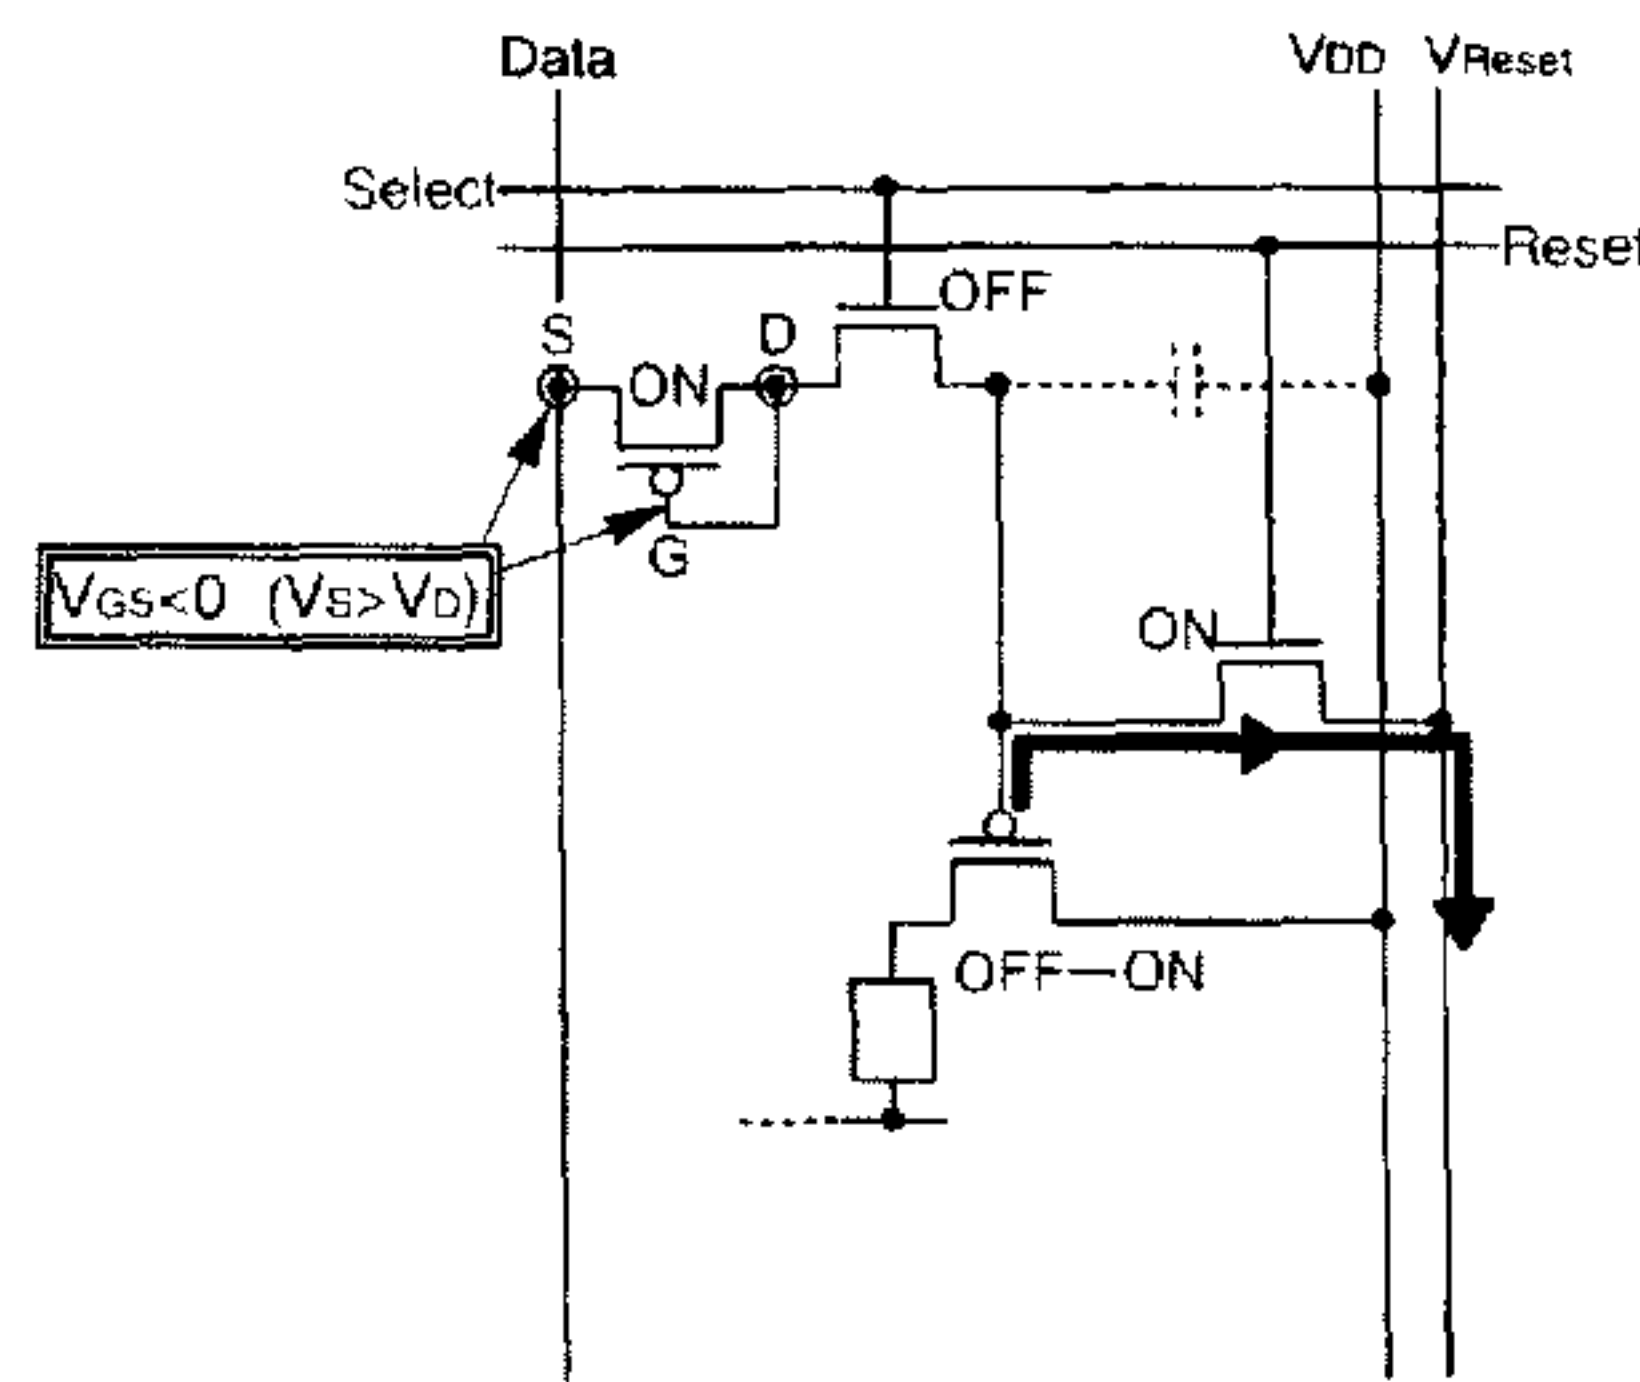 Data
VDD VReset
Select
Reset
OFF
S
D
ON
G
VGS<0 (VS>VD)
ON
OFF—ON